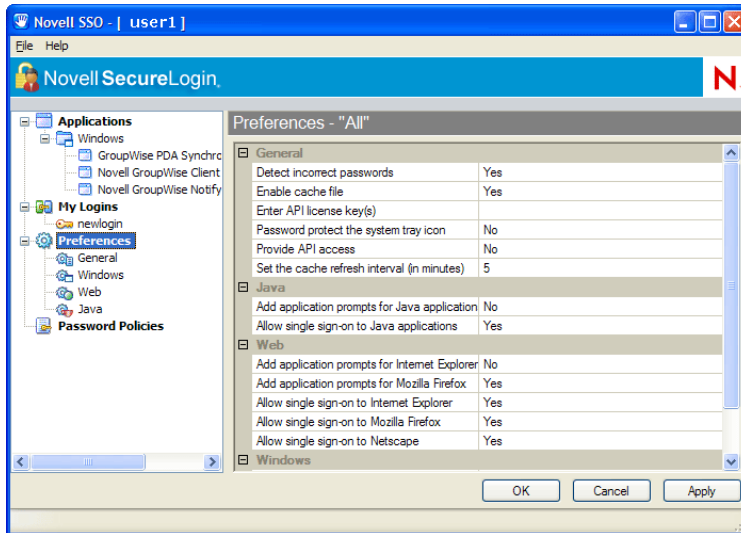 Novell SSO - [ user1 ]
File Help
Novell SecureLogin.
N
Applications
Windows
GroupWise PDA Synchrc
Novell GroupWise Client
Novell GroupWise Notify
My Logins
newlogin
Preferences
General
Windows
Web
Java
Password Policies
Preferences - "All"
General
Detect incorrect passwords Yes
Enable cache file Yes
Enter API license key(s)
Password protect the system tray icon No
Provide API access No
Set the cache refresh interval (in minutes) 5
Java
Add application prompts for Java application No
Allow single sign-on to Java applications Yes
Web
Add application prompts for Internet Explorer No
Add application prompts for Mozilla Firefox Yes
Allow single sign-on to Internet Explorer Yes
Allow single sign-on to Mozilla Firefox Yes
Allow single sign-on to Netscape Yes
Windows
OK Cancel Apply